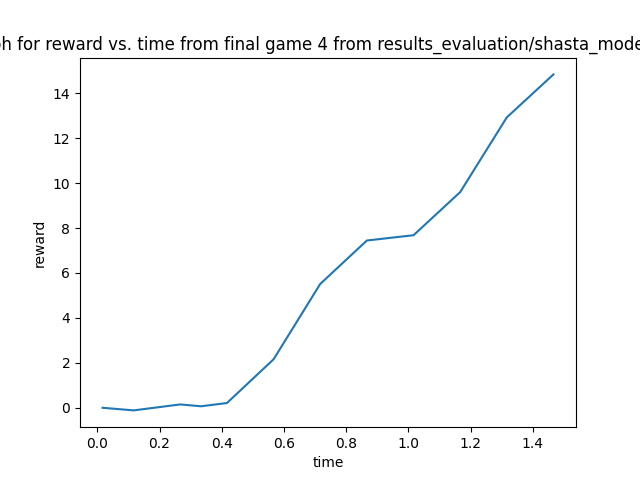 h for reward vs. time from final game 4 from results_evaluation/shasta_mode
14
12
10
8
6
4
2
0
reward
0.0 0.2 0.4 0.6 0.8 1.0 1.2 1.4
time